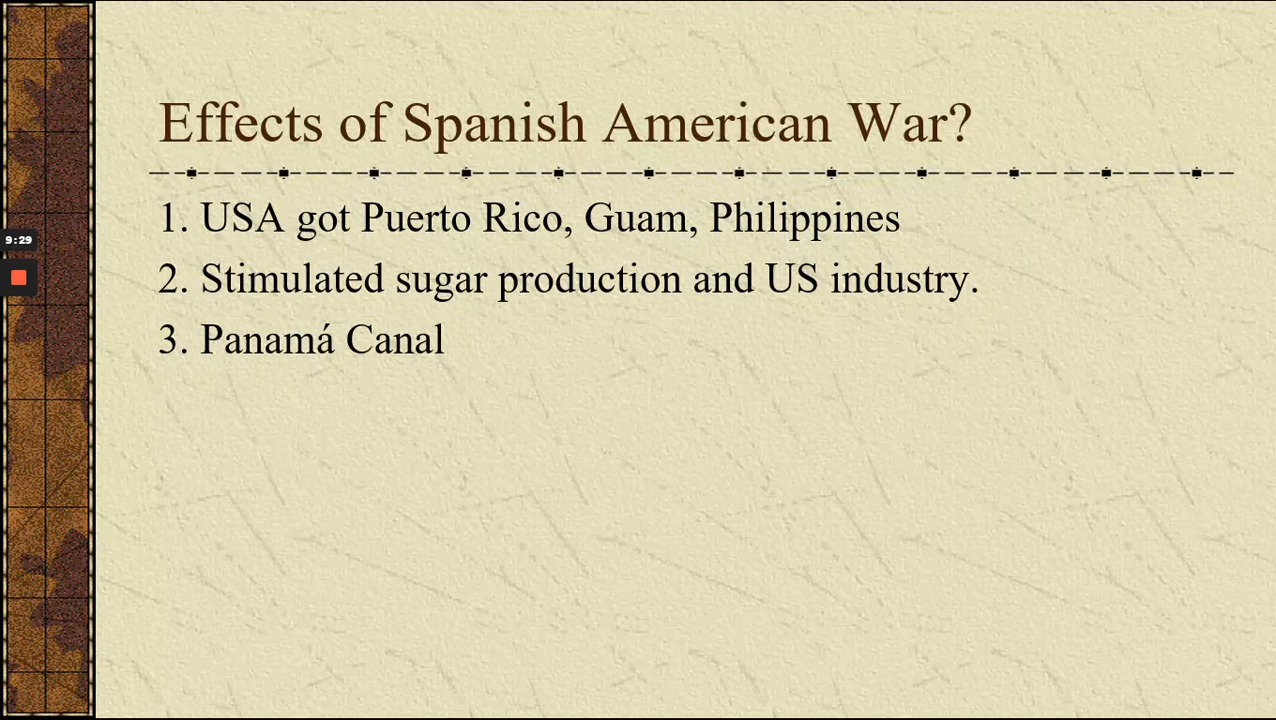 Effects of Spanish American War?
1. USA got Puerto Rico, Guam, Philippines
9:29
2. Stimulated sugar production and US industry.
3. Panamá Canal